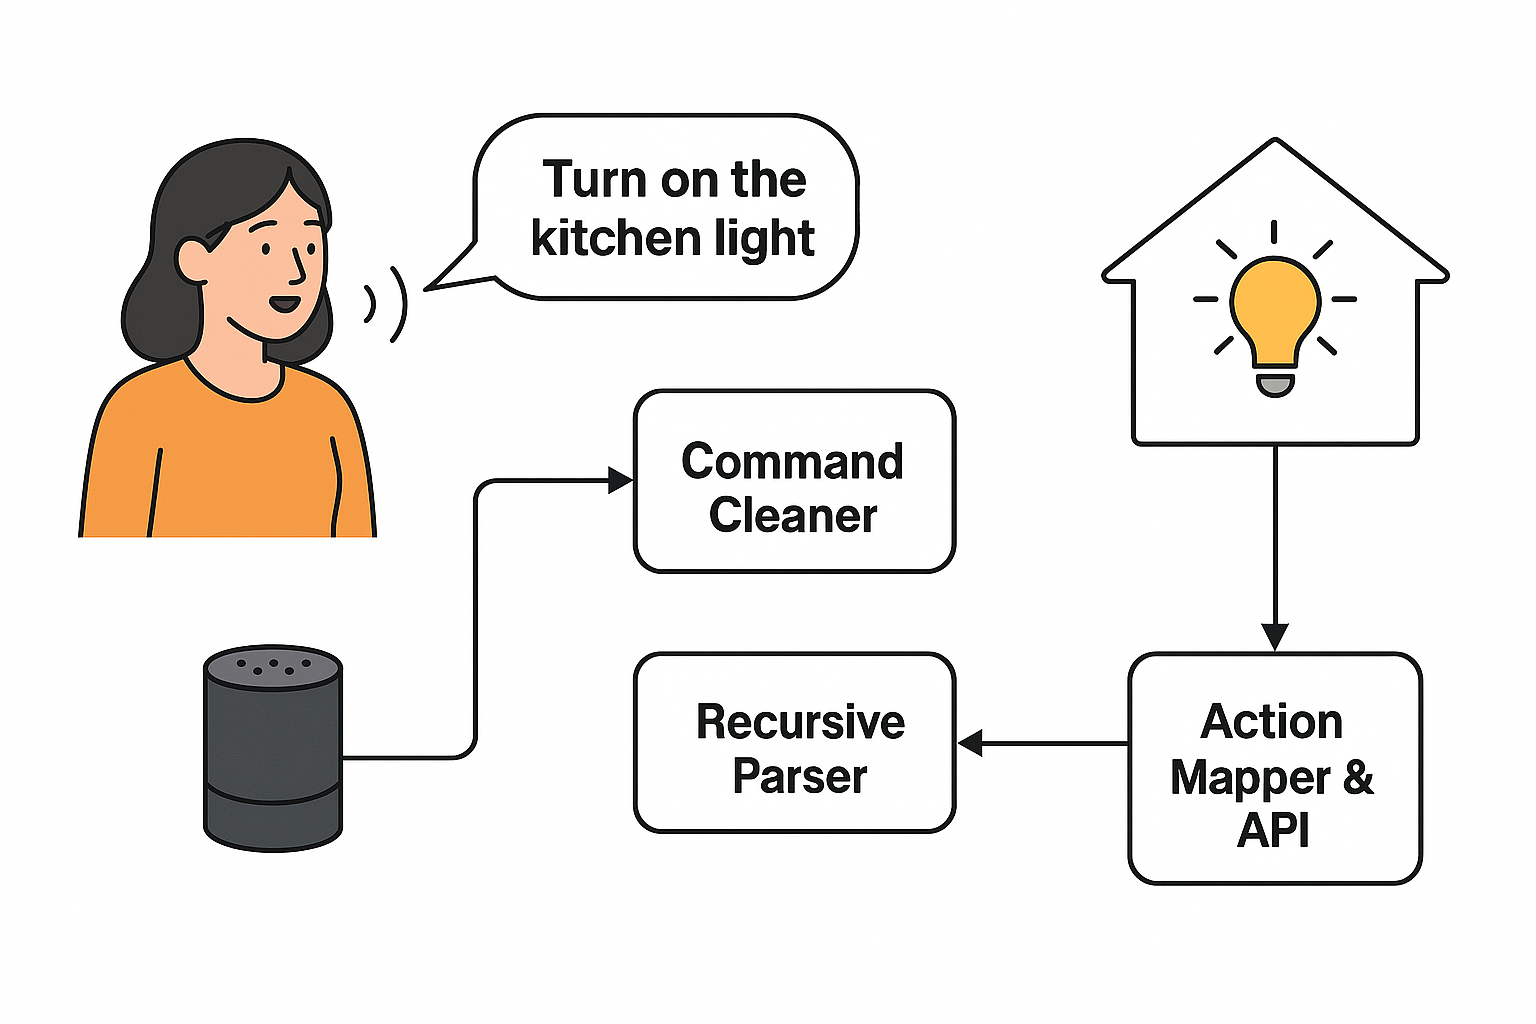 Turn on the
kitchen light
Command
Cleaner
Recursive
Parser
Action
Mapper &
API